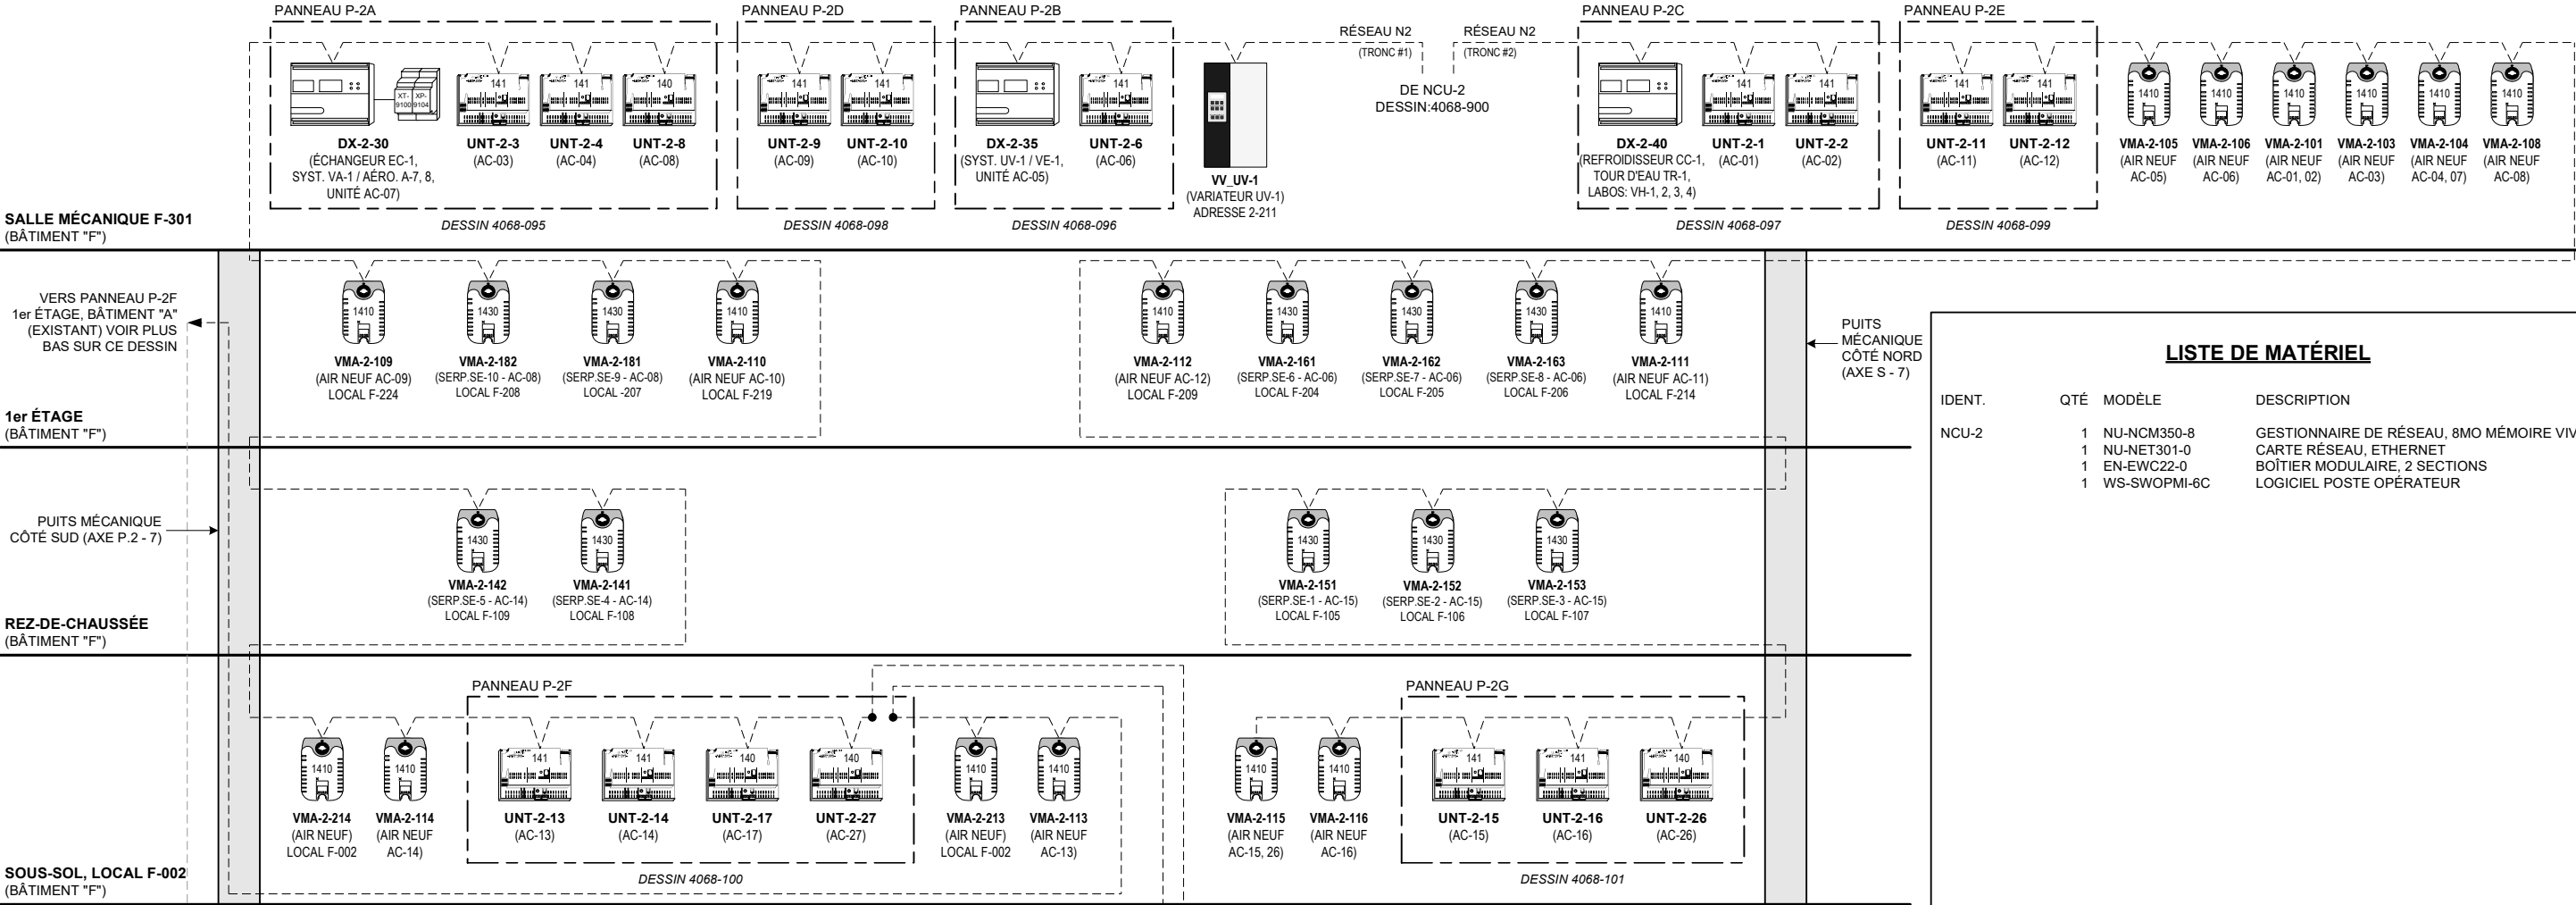 PANNEAU P-2A
PANNEAU P-2D
PANNEAU P-2B
PANNEAU P-2C
PANNEAU P-2E
RÉSEAU N2
(TRONC #1)
RÉSEAU N2
(TRONC #2)
DE NCU-2
DESSIN:4068-900
XT-
9100
XP-
9104
141
141
140
141
141
141
141
141
141
141
1410
1410
1410
1410
1410
1410
DX-2-30
(ÉCHANGEUR EC-1,
SYST. VA-1 / AÉRO. A-7, 8,
UNITÉ AC-07)
UNT-2-3
(AC-03)
UNT-2-4
(AC-04)
UNT-2-8
(AC-08)
UNT-2-9
(AC-09)
UNT-2-10
(AC-10)
DX-2-35
(SYST. UV-1 / VE-1,
UNITÉ AC-05)
UNT-2-6
(AC-06)
VV_UV-1
(VARIATEUR UV-1)
ADRESSE 2-211
DX-2-40
(REFROIDISSEUR CC-1,
TOUR D'EAU TR-1,
LABOS: VH-1, 2, 3, 4)
UNT-2-1
(AC-01)
UNT-2-2
(AC-02)
UNT-2-11
(AC-11)
UNT-2-12
(AC-12)
VMA-2-105
(AIR NEUF
AC-05)
VMA-2-106
(AIR NEUF
AC-06)
VMA-2-101
(AIR NEUF
AC-01, 02)
VMA-2-103
(AIR NEUF
AC-03)
VMA-2-104
(AIR NEUF
AC-04, 07)
VMA-2-108
(AIR NEUF
AC-08)
DESSIN 4068-095
DESSIN 4068-098
DESSIN 4068-096
DESSIN 4068-097
DESSIN 4068-099
SALLE MÉCANIQUE F-301
(BÂTIMENT "F")
VERS PANNEAU P-2F
1er ÉTAGE, BÂTIMENT "A"
(EXISTANT) VOIR PLUS
BAS SUR CE DESSIN
1410
1430
1430
1410
1410
1430
1430
1430
1410
VMA-2-109
(AIR NEUF AC-09)
LOCAL F-224
VMA-2-182
(SERP.SE-10 - AC-08)
LOCAL F-208
VMA-2-181
(SERP.SE-9 - AC-08)
LOCAL -207
VMA-2-110
(AIR NEUF AC-10)
LOCAL F-219
VMA-2-112
(AIR NEUF AC-12)
LOCAL F-209
VMA-2-161
(SERP.SE-6 - AC-06)
LOCAL F-204
VMA-2-162
(SERP.SE-7 - AC-06)
LOCAL F-205
VMA-2-163
(SERP.SE-8 - AC-06)
LOCAL F-206
VMA-2-111
(AIR NEUF AC-11)
LOCAL F-214
PUITS
MÉCANIQUE
CÔTÉ NORD
(AXE S - 7)
1er ÉTAGE
(BÂTIMENT "F")
LISTE DE MATÉRIEL
IDENT. QTÉ MODÈLE DESCRIPTION
NCU-2 1 NU-NCM350-8 GESTIONNAIRE DE RÉSEAU, 8MO MÉMOIRE VIV
1 NU-NET301-0 CARTE RÉSEAU, ETHERNET
1 EN-EWC22-0 BOÎTIER MODULAIRE, 2 SECTIONS
1 WS-SWOPMI-6C LOGICIEL POSTE OPÉRATEUR
PUITS MÉCANIQUE
CÔTÉ SUD (AXE P.2 - 7)
1430
1430
1430
1430
1430
VMA-2-142
(SERP.SE-5 - AC-14)
LOCAL F-109
VMA-2-141
(SERP.SE-4 - AC-14)
LOCAL F-108
VMA-2-151
(SERP.SE-1 - AC-15)
LOCAL F-105
VMA-2-152
(SERP.SE-2 - AC-15)
LOCAL F-106
VMA-2-153
(SERP.SE-3 - AC-15)
LOCAL F-107
REZ-DE-CHAUSSÉE
(BÂTIMENT "F")
PANNEAU P-2F
PANNEAU P-2G
1410
1410
141
141
140
140
1410
1410
1410
1410
141
141
140
VMA-2-214
(AIR NEUF)
LOCAL F-002
VMA-2-114
(AIR NEUF
AC-14)
UNT-2-13
(AC-13)
UNT-2-14
(AC-14)
UNT-2-17
(AC-17)
UNT-2-27
(AC-27)
VMA-2-213
(AIR NEUF)
LOCAL F-002
VMA-2-113
(AIR NEUF
AC-13)
VMA-2-115
(AIR NEUF
AC-15, 26)
VMA-2-116
(AIR NEUF
AC-16)
UNT-2-15
(AC-15)
UNT-2-16
(AC-16)
UNT-2-26
(AC-26)
DESSIN 4068-100
DESSIN 4068-101
SOUS-SOL, LOCAL F-002
(BÂTIMENT "F")